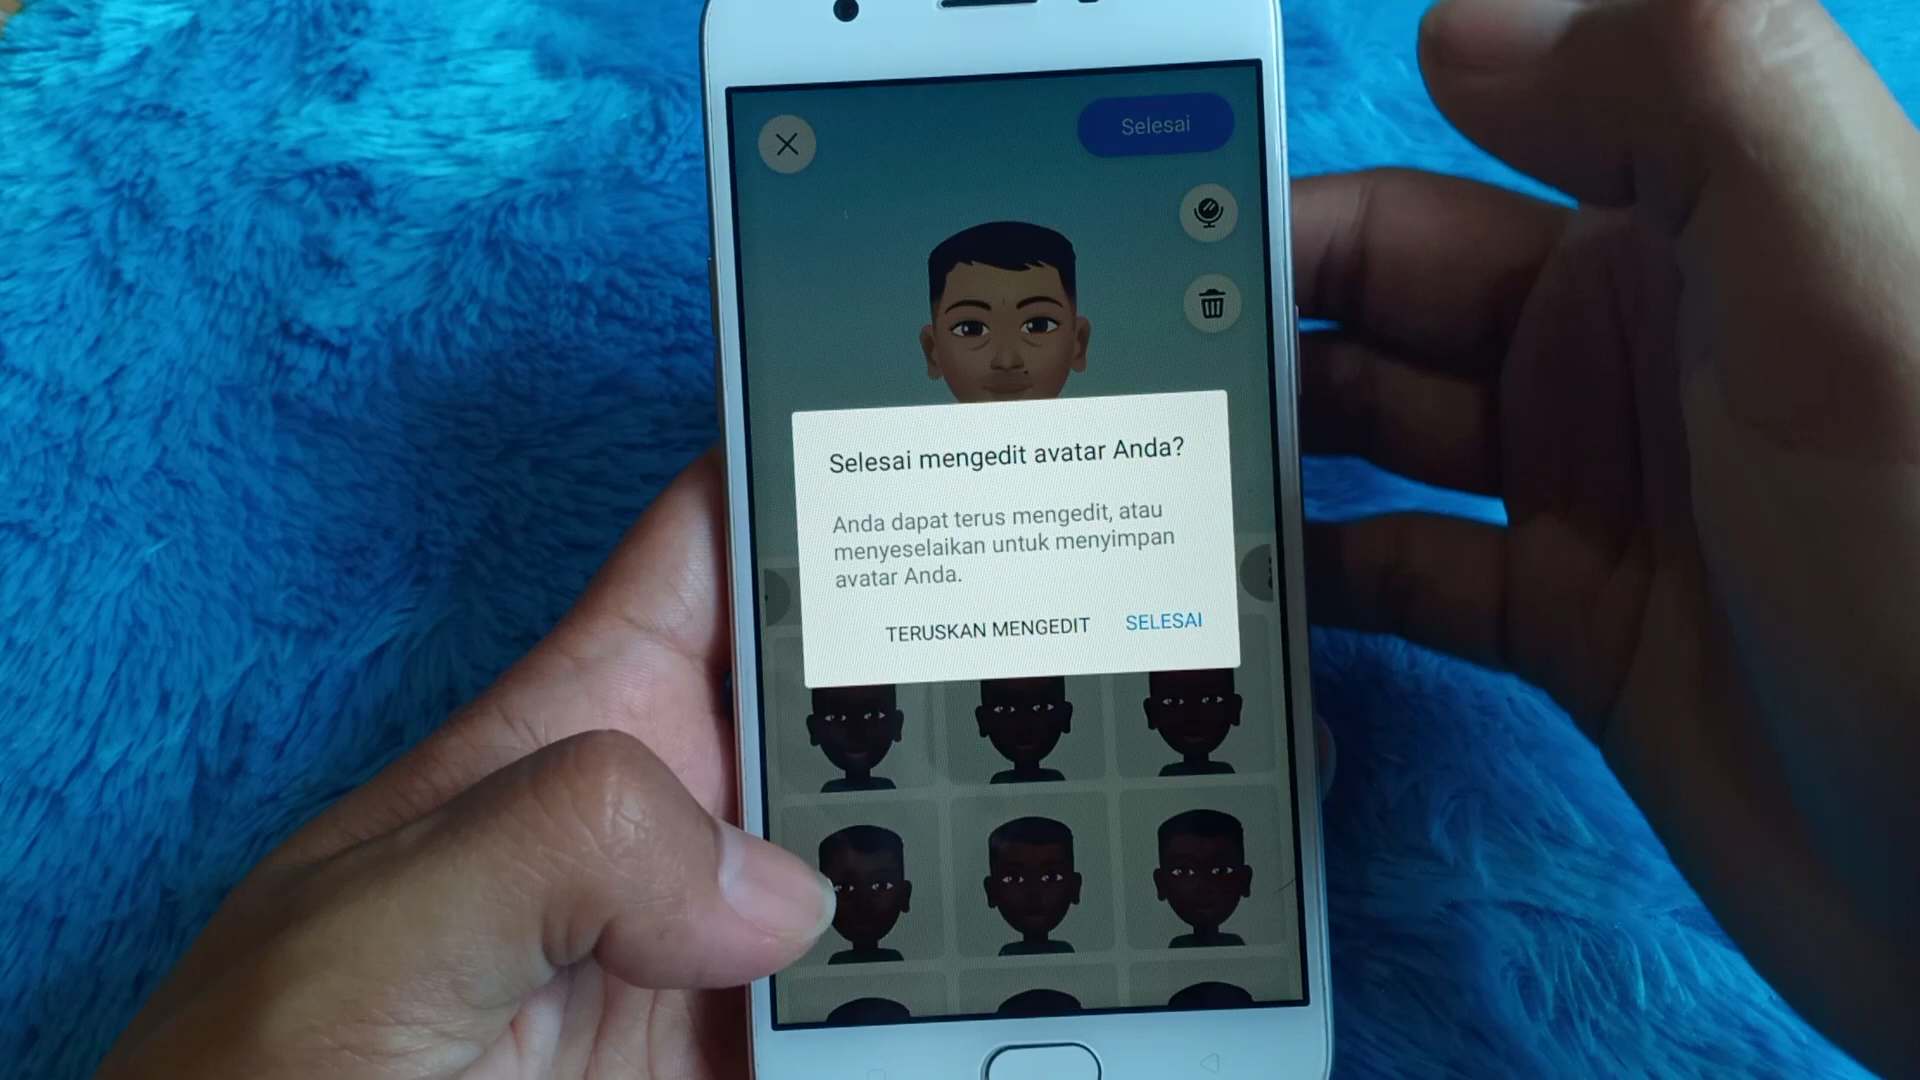 Selesai
Selesai mengedit avatar Anda?
Anda dapat terus mengedit, atau
menyeselaikan untuk menyimpan
avatar Anda.
TERUSKAN MENGEDIT SELESAI